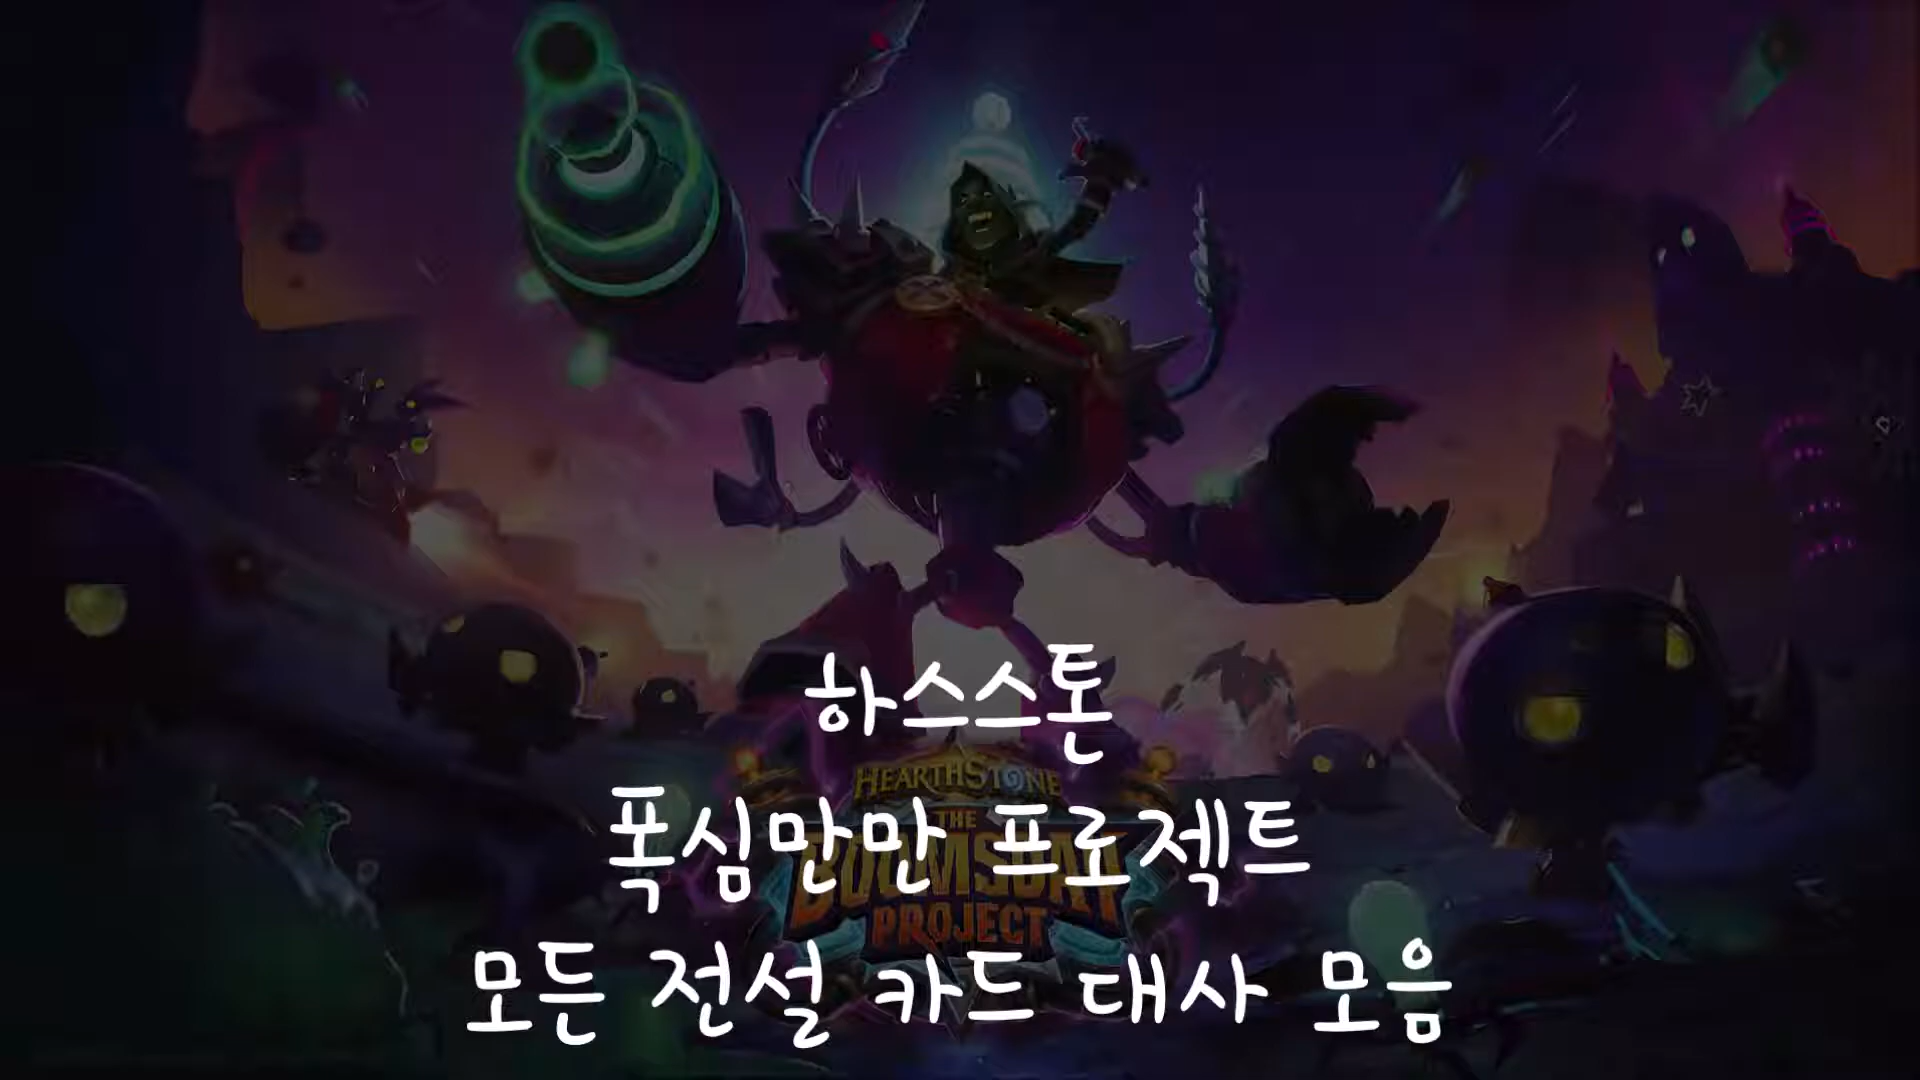 하스스톤
HEARTHSTONE
THE
폭심만만 프로젝트
BOOMSDAY
PROJECT
모든 전설 카드 대사 모음